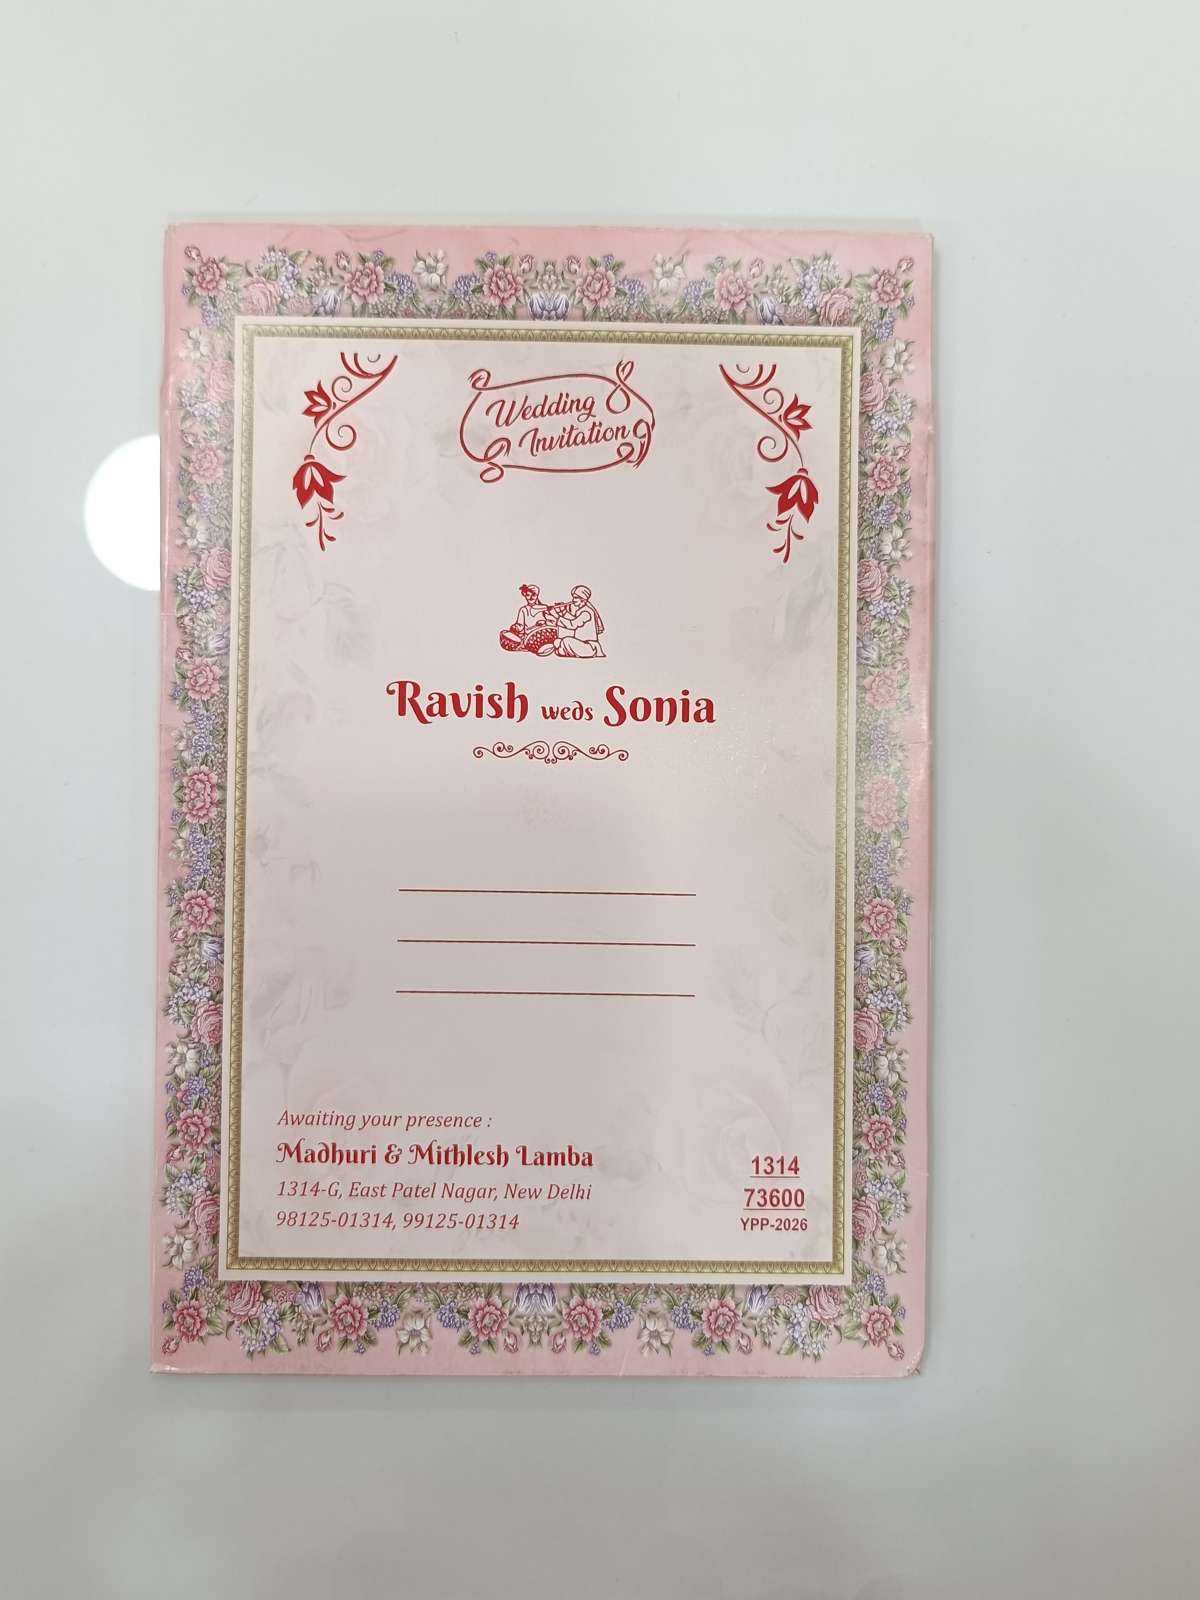 Wedding
Invitation
Ravish weds Sonia
Awaiting your presence :
Madhuri & Mithlesh Lamba
1314-G, East Patel Nagar, New Delhi
98125-01314, 99125-01314
1314
73600
YPP-2026